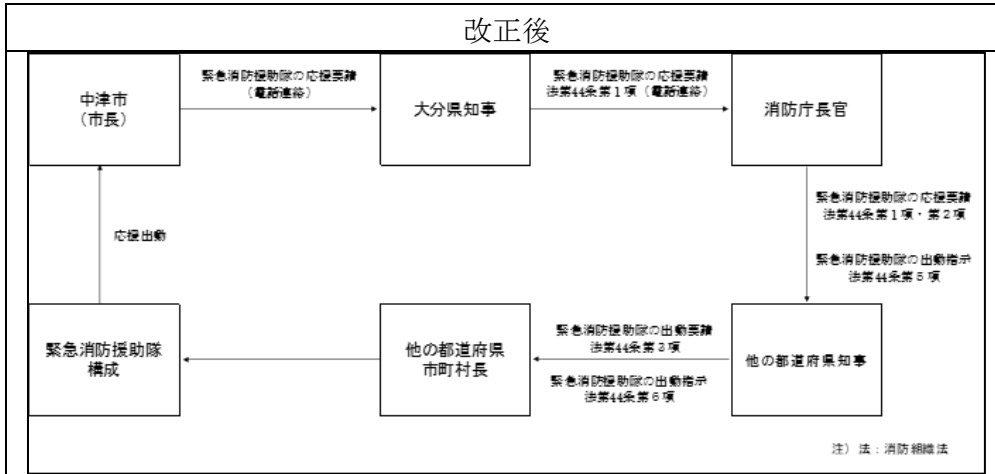 改正後
中津市
(市長)
緊急消防援助隊の応援要請
(電話連絡)
大分県知事
緊急消防援助隊の応援要請
法第44条第1項(電話連絡)
消防庁長官
緊急消防援助隊の応援要請
法第44条第1項・第2項
緊急消防援助隊の出動指示
法第44条第5項
応援出動
緊急消防援助隊
構成
他の都道府県
市町村長
緊急消防援助隊の出動要請
法第44条第3項
緊急消防援助隊の出動指示
法第44条第6項
他の都道府県知事
注)法:消防組織法